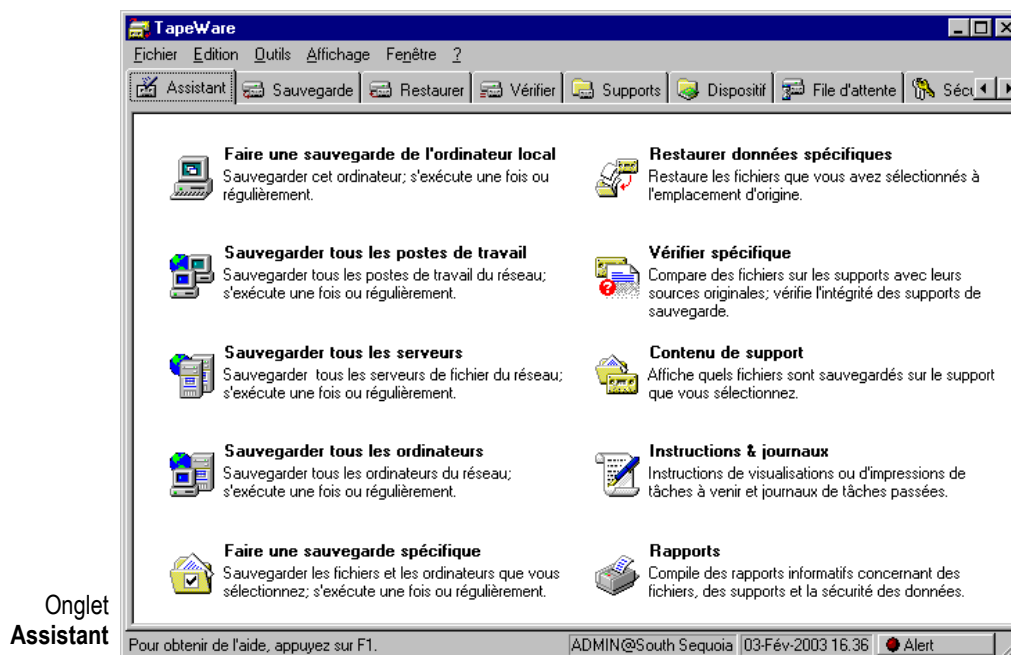 TapeWare
Fichier Edition Outils Affichage Fenêtre ?
Assistant Sauvegarde Restaurer Vérifier Supports Dispositif File d'attente Sécu
Faire une sauvegarde de l'ordinateur local
Sauvegarder cet ordinateur; s'exécute une fois ou
régulièrement.
Restaurer données spécifiques
Restaure les fichiers que vous avez sélectionnés à
l'emplacement d'origine.
Sauvegarder tous les postes de travail
Sauvegarder tous les postes de travail du réseau;
s'exécute une fois ou régulièrement.
Vérifier spécifique
Compare des fichiers sur les supports avec leurs
sources originales; vérifie l'intégrité des supports de
sauvegarde.
Sauvegarder tous les serveurs
Sauvegarder tous les serveurs de fichier du réseau;
s'exécute une fois ou régulièrement.
Contenu de support
Affiche quels fichiers sont sauvegardés sur le support
que vous sélectionnez.
Sauvegarder tous les ordinateurs
Sauvegarder tous les ordinateurs du réseau;
s'exécute une fois ou régulièrement.
Instructions & journaux
Instructions de visualisations ou d'impressions de
tâches à venir et journaux de tâches passées.
Faire une sauvegarde spécifique
Sauvegarder les fichiers et les ordinateurs que vous
sélectionnez; s'exécute une fois ou régulièrement.
Rapports
Compile des rapports informatifs concernant des
fichiers, des supports et la sécurité des données.
Onglet
Assistant
Pour obtenir de l'aide, appuyez sur F1. ADMIN@South Sequoia 03-Fév-2003 16.36 Alert